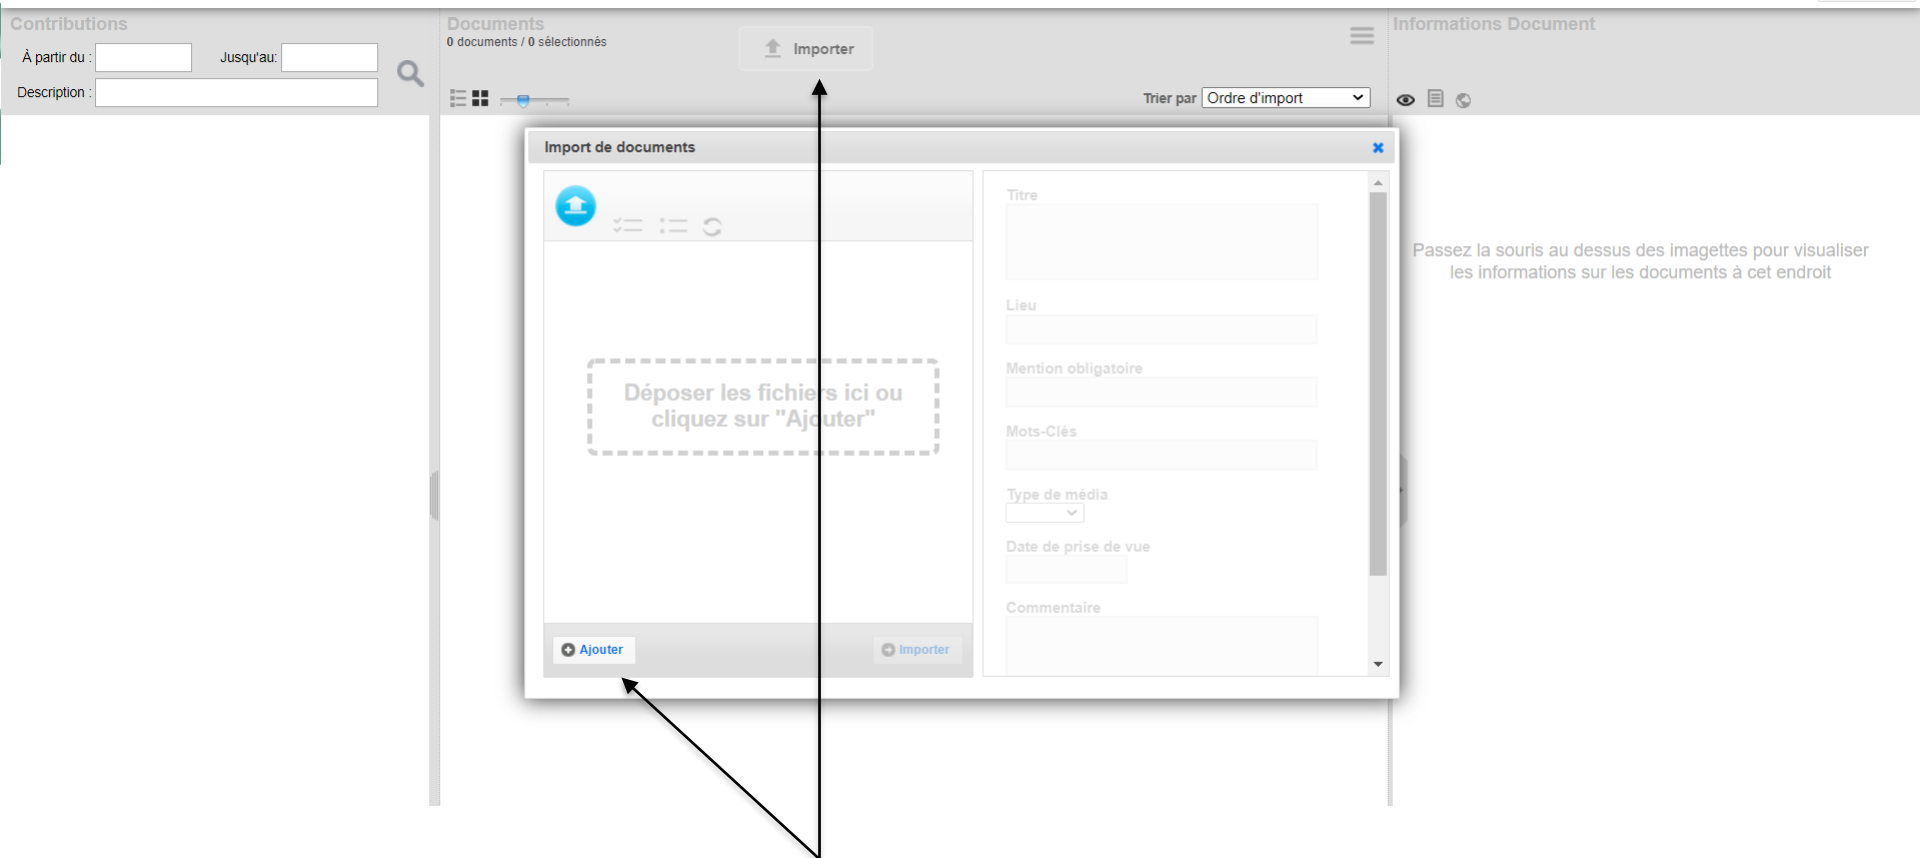 Contributions
À partir du :
Jusqu'au:
Description :
Documents
0 documents / 0 sélectionnés
Importer
Trier par Ordre d'import
Informations Document
Import de documents
Déposer les fichiers ici ou
cliquez sur "Ajouter"
Ajouter
Importer
Titre
Lieu
Mention obligatoire
Mots-Clés
Type de média
Date de prise de vue
Commentaire
Passez la souris au dessus des imagettes pour visualiser
les informations sur les documents à cet endroit